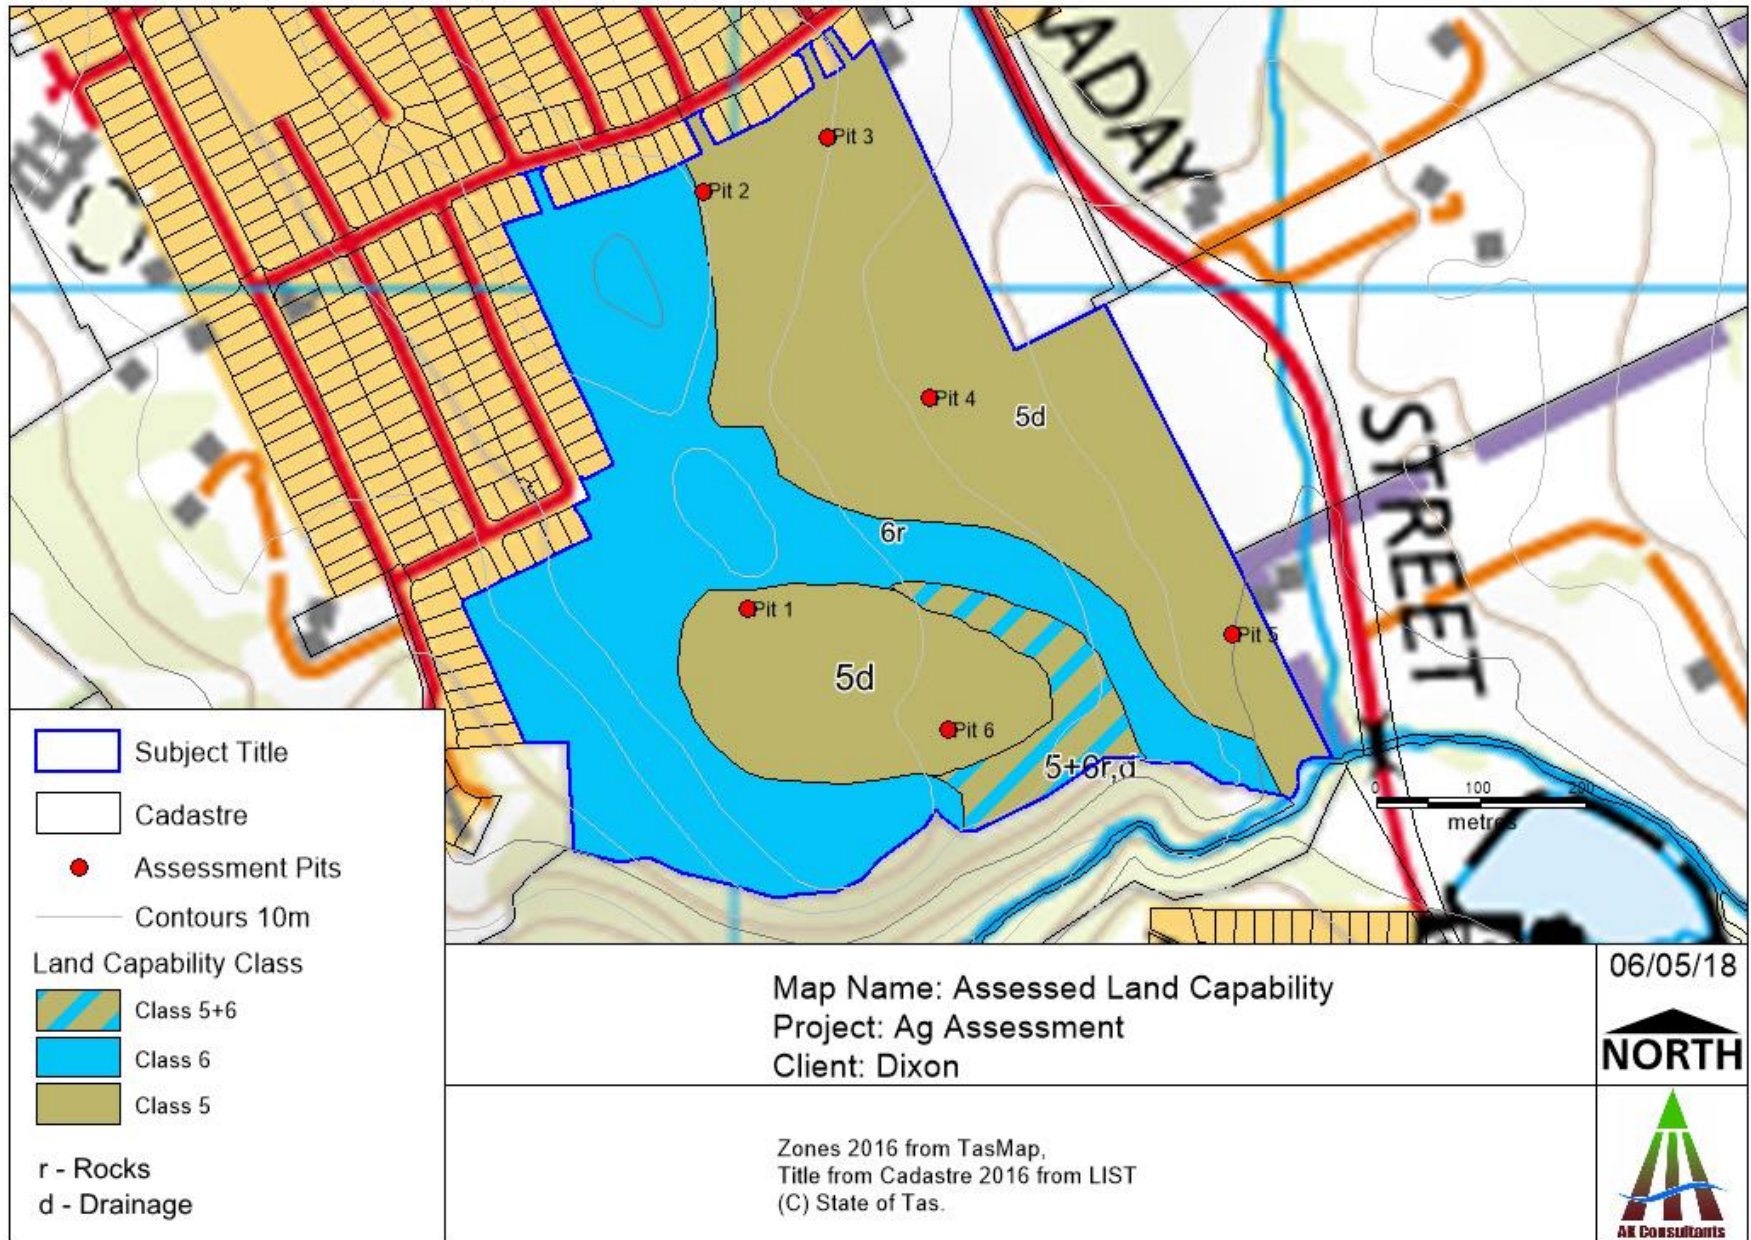 NADAY
Pit 3
Pit 2
Pit 4
5d
STREET
6r
Pit 1
Pit 5
5d
Pit 6
5+6r,d
0 100 200
metres
Subject Title
Cadastre
Assessment Pits
Contours 10m
Land Capability Class
Class 5+6
Class 6
Class 5
r - Rocks
d - Drainage
Map Name: Assessed Land Capability
Project: Ag Assessment
Client: Dixon
Zones 2016 from TasMap,
Title from Cadastre 2016 from LIST
(C) State of Tas.
06/05/18
NORTH
AK Consultants